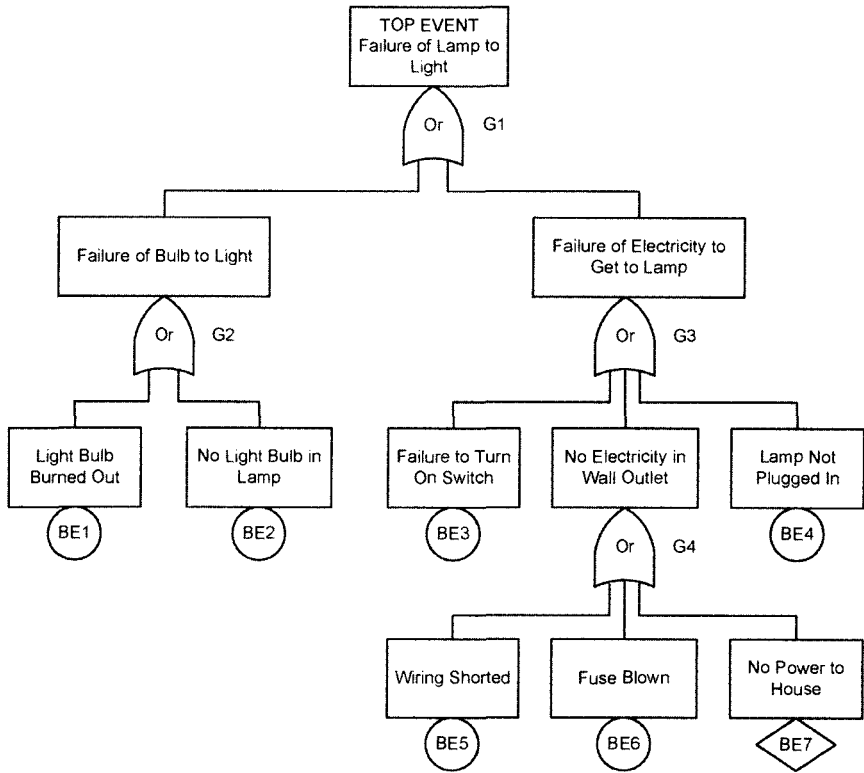 TOP EVENT
Failure of Lamp to
Light
Or
G1
Failure of Bulb to Light
Failure of Electricity to
Get to Lamp
Or
G2
Or
G3
Light Bulb
Burned Out
No Light Bulb in
Lamp
Failure to Turn
On Switch
No Electricity in
Wall Outlet
Lamp Not
Plugged In
BE1
BE2
BE3
Or
G4
BE4
Wiring Shorted
Fuse Blown
No Power to
House
BE5
BE6
BE7